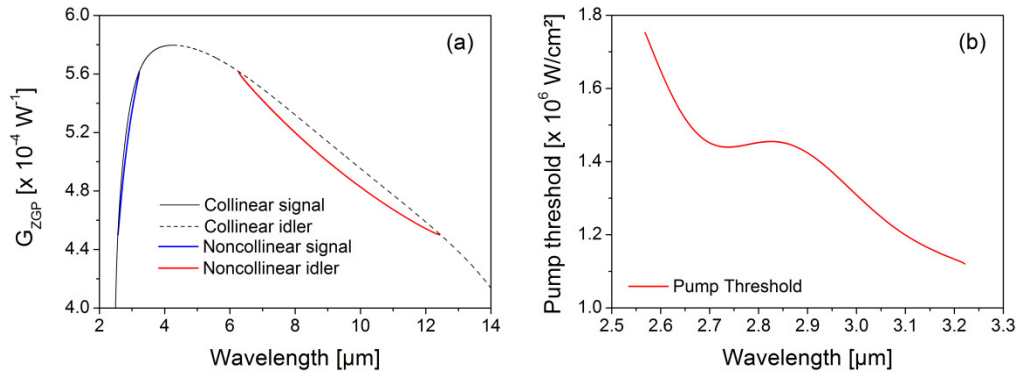 (a)
G_ZGP [x 10⁻⁴ W⁻¹]
6.0
5.6
5.2
4.8
4.4
4.0
Collinear signal
Collinear idler
Noncollinear signal
Noncollinear idler
2 4 6 8 10 12 14
Wavelength [µm]
(b)
Pump threshold [x 10⁶ W/cm²]
1.8
1.6
1.4
1.2
1.0
Pump Threshold
2.5 2.6 2.7 2.8 2.9 3.0 3.1 3.2 3.3
Wavelength [µm]